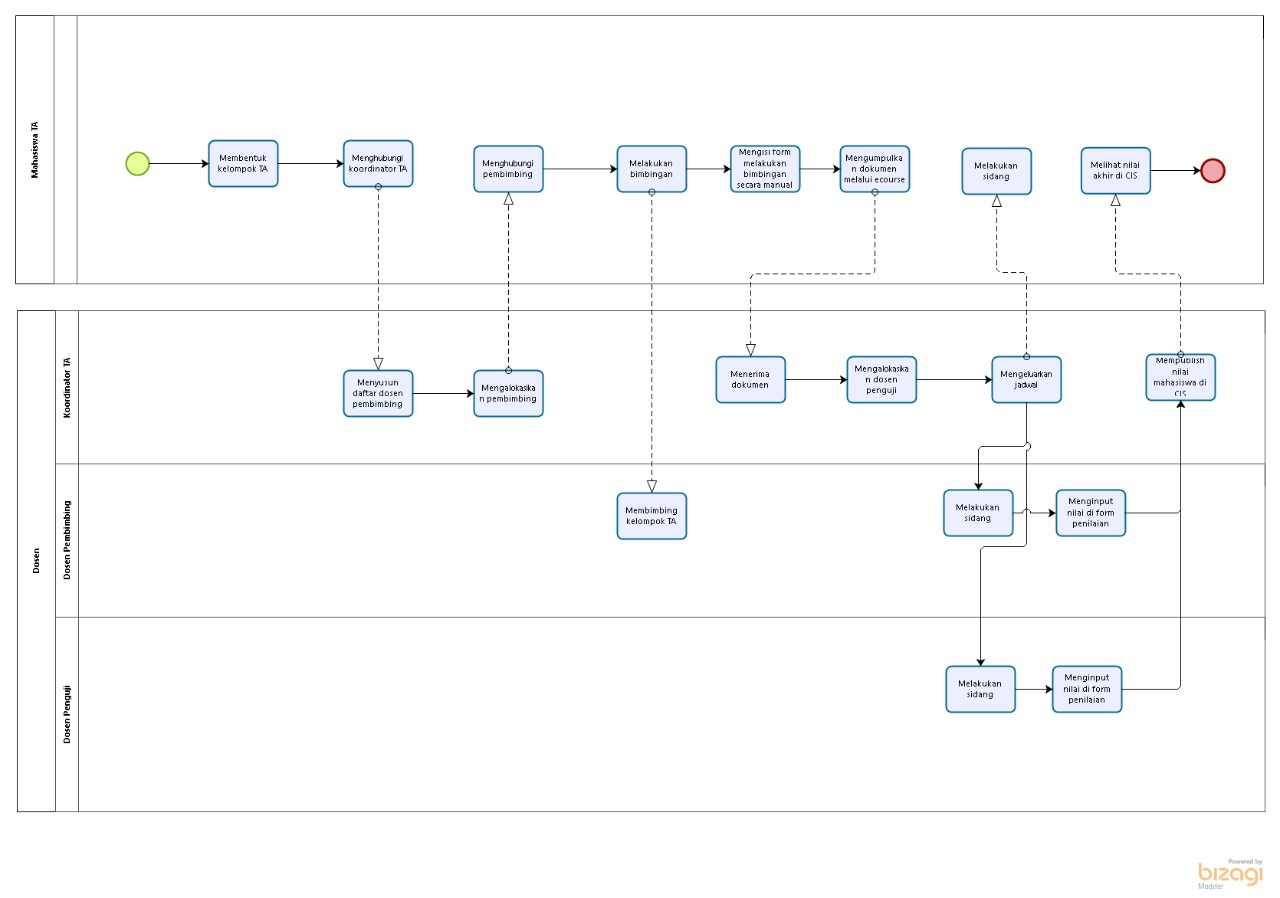 Mahasiswa TA
Membentuk
kelompok TA
Menghubungi
koordinator TA
Menghubungi
pembimbing
Melakukan
bimbingan
Mengisi form
melakukan
bimbingan
secara manual
Mengumpulka
n dokumen
melalui ecourse
Melakukan
sidang
Melihat nilai
akhir di CIS
Dosen
Koordinator TA
Menyusun
daftar dosen
pembimbing
Mengalokasika
n pembimbing
Menerima
dokumen
Mengalokasika
n dosen
penguji
Mengeluarkan
jadwal
Mempublish
nilai
mahasiswa di
CIS
Dosen Pembimbing
Membimbing
kelompok TA
Melakukan
sidang
Menginput
nilai di form
penilaian
Dosen Penguji
Melakukan
sidang
Menginput
nilai di form
penilaian
Powered by
bizagi
Modeler